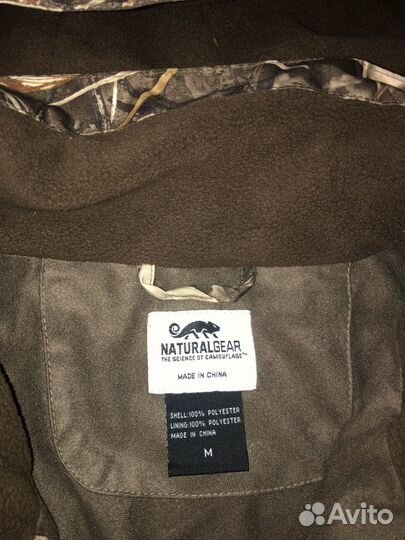 NATURALGEAR
THE SCIENCE OF CAMOUFLAGE™
MADE IN CHINA
SHELL:100% POLYESTER
LINING:100% POLYESTER
MADE IN CHINA
M
Avito